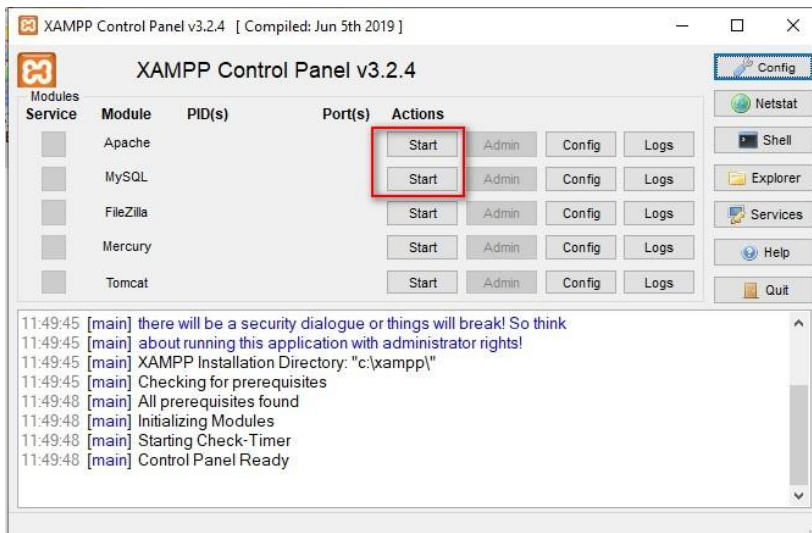 XAMPP Control Panel v3.2.4 [ Compiled: Jun 5th 2019 ]
XAMPP Control Panel v3.2.4
Config
Modules
Netstat
Service Module PID(s) Port(s) Actions
Apache Start Admin Config Logs
Shell
MySQL Start Admin Config Logs
Explorer
FileZilla Start Admin Config Logs
Services
Mercury Start Admin Config Logs
Help
Tomcat Start Admin Config Logs
Quit
11:49:45 [main] there will be a security dialogue or things will break! So think
11:49:45 [main] about running this application with administrator rights!
11:49:45 [main] XAMPP Installation Directory: "c:\xampp\"
11:49:45 [main] Checking for prerequisites
11:49:48 [main] All prerequisites found
11:49:48 [main] Initializing Modules
11:49:48 [main] Starting Check-Timer
11:49:48 [main] Control Panel Ready